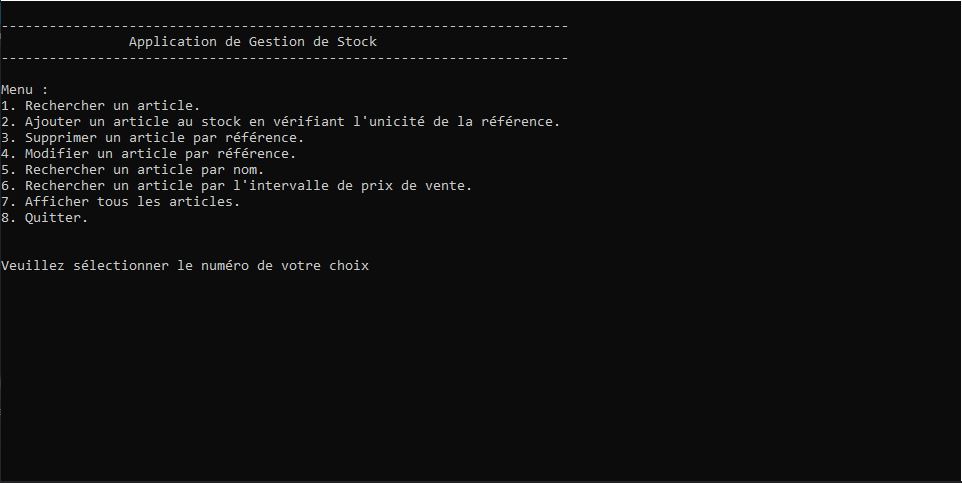 -----------------------------------------------------------------------
Application de Gestion de Stock
-----------------------------------------------------------------------
Menu :
1. Rechercher un article.
2. Ajouter un article au stock en vérifiant l'unicité de la référence.
3. Supprimer un article par référence.
4. Modifier un article par référence.
5. Rechercher un article par nom.
6. Rechercher un article par l'intervalle de prix de vente.
7. Afficher tous les articles.
8. Quitter.
Veuillez sélectionner le numéro de votre choix